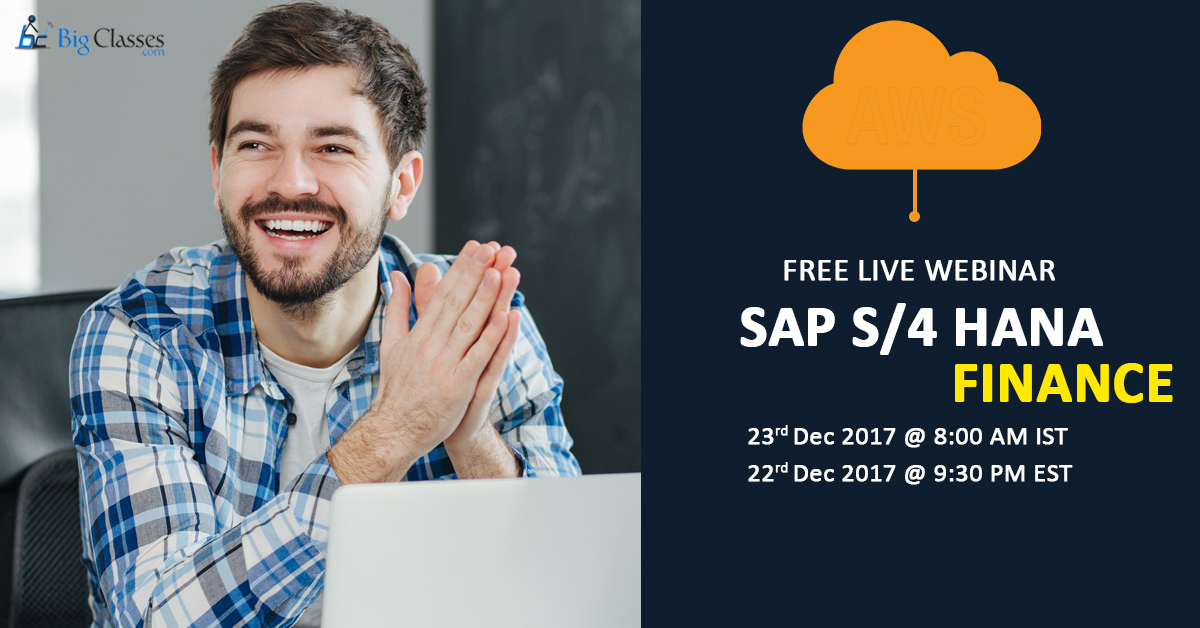 Big Classes
.com
AWS
FREE LIVE WEBINAR
SAP S/4 HANA
FINANCE
23rd Dec 2017 @ 8:00 AM IST
22rd Dec 2017 @ 9:30 PM EST